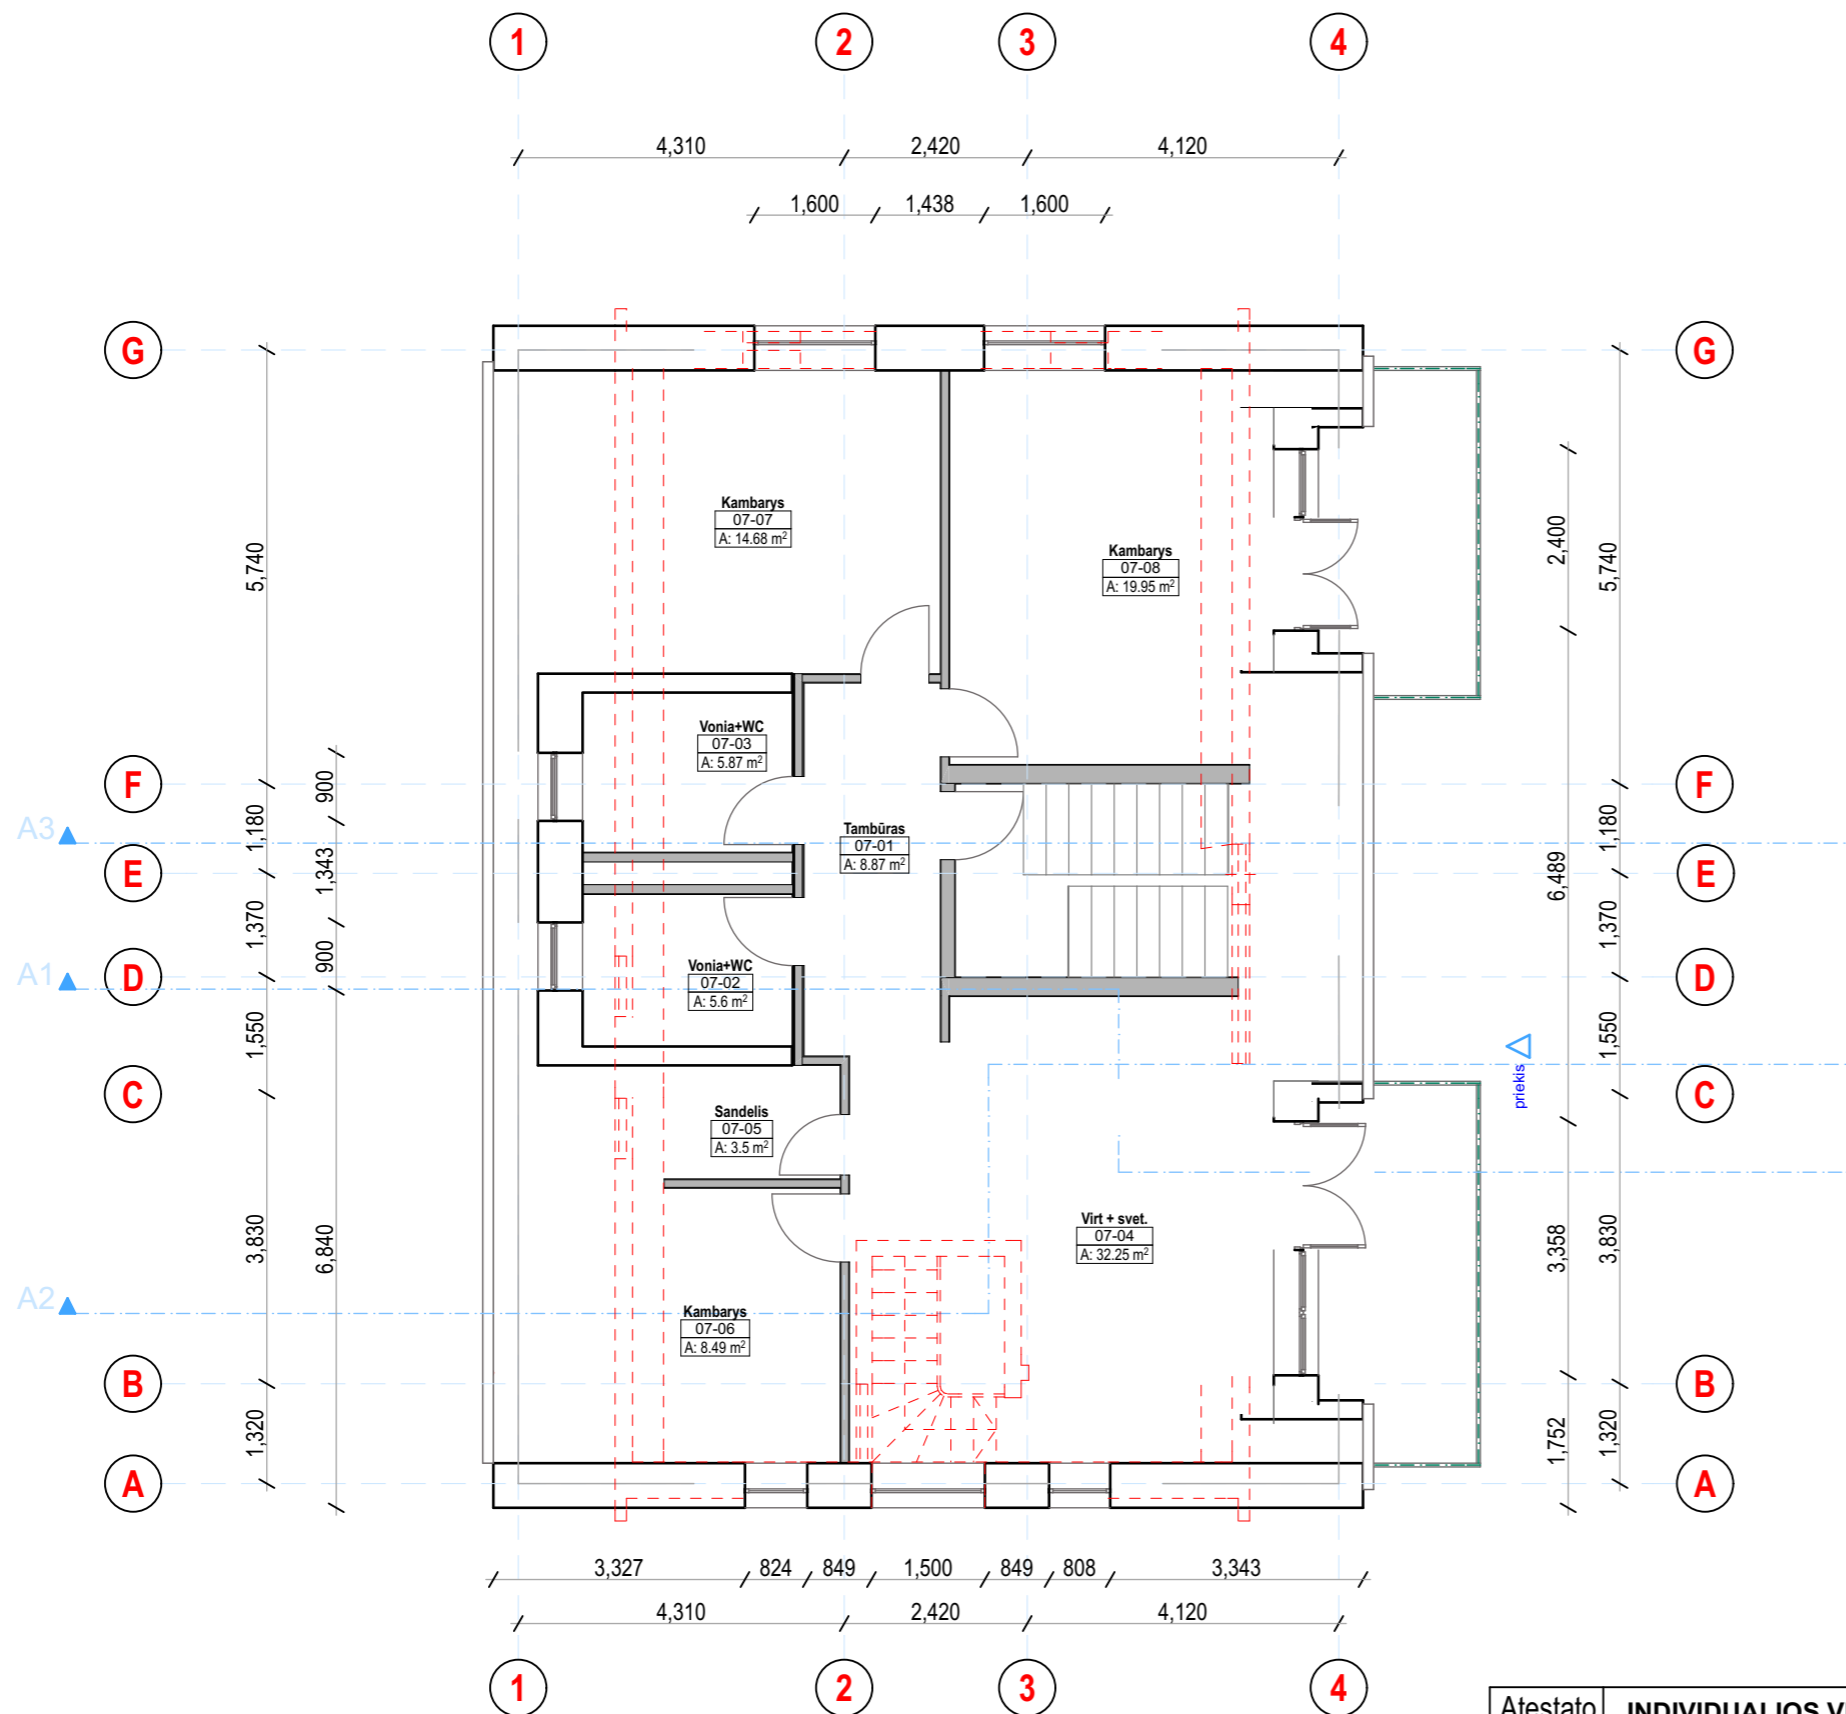 1 2 3 4
4,310 2,420 4,120
1,600 1,438 1,600
G G
Kambarys
07-07
A: 14.68 m²
Kambarys
07-08
A: 19.95 m²
5,740 2,400 5,740
Vonia+WC
07-03
A: 5.87 m²
F 900 F
A3 1,180 1,180
Tambūras
07-01
A: 8.87 m²
E 1,343 6,489 E
1,370 900 1,370
Vonia+WC
07-02
A: 5.6 m²
A1 D D
1,550 1,550
priekis
C C
Sandelis
07-05
A: 3.5 m²
Virt + svet.
07-04
A: 32.25 m²
3,830 6,840 3,358 3,830
A2
Kambarys
07-06
A: 8.49 m²
B B
1,320 1,752 1,320
A A
3,327 824 849 1,500 849 808 3,343
4,310 2,420 4,120
1 2 3 4
Atestato INDIVIDUALIOS